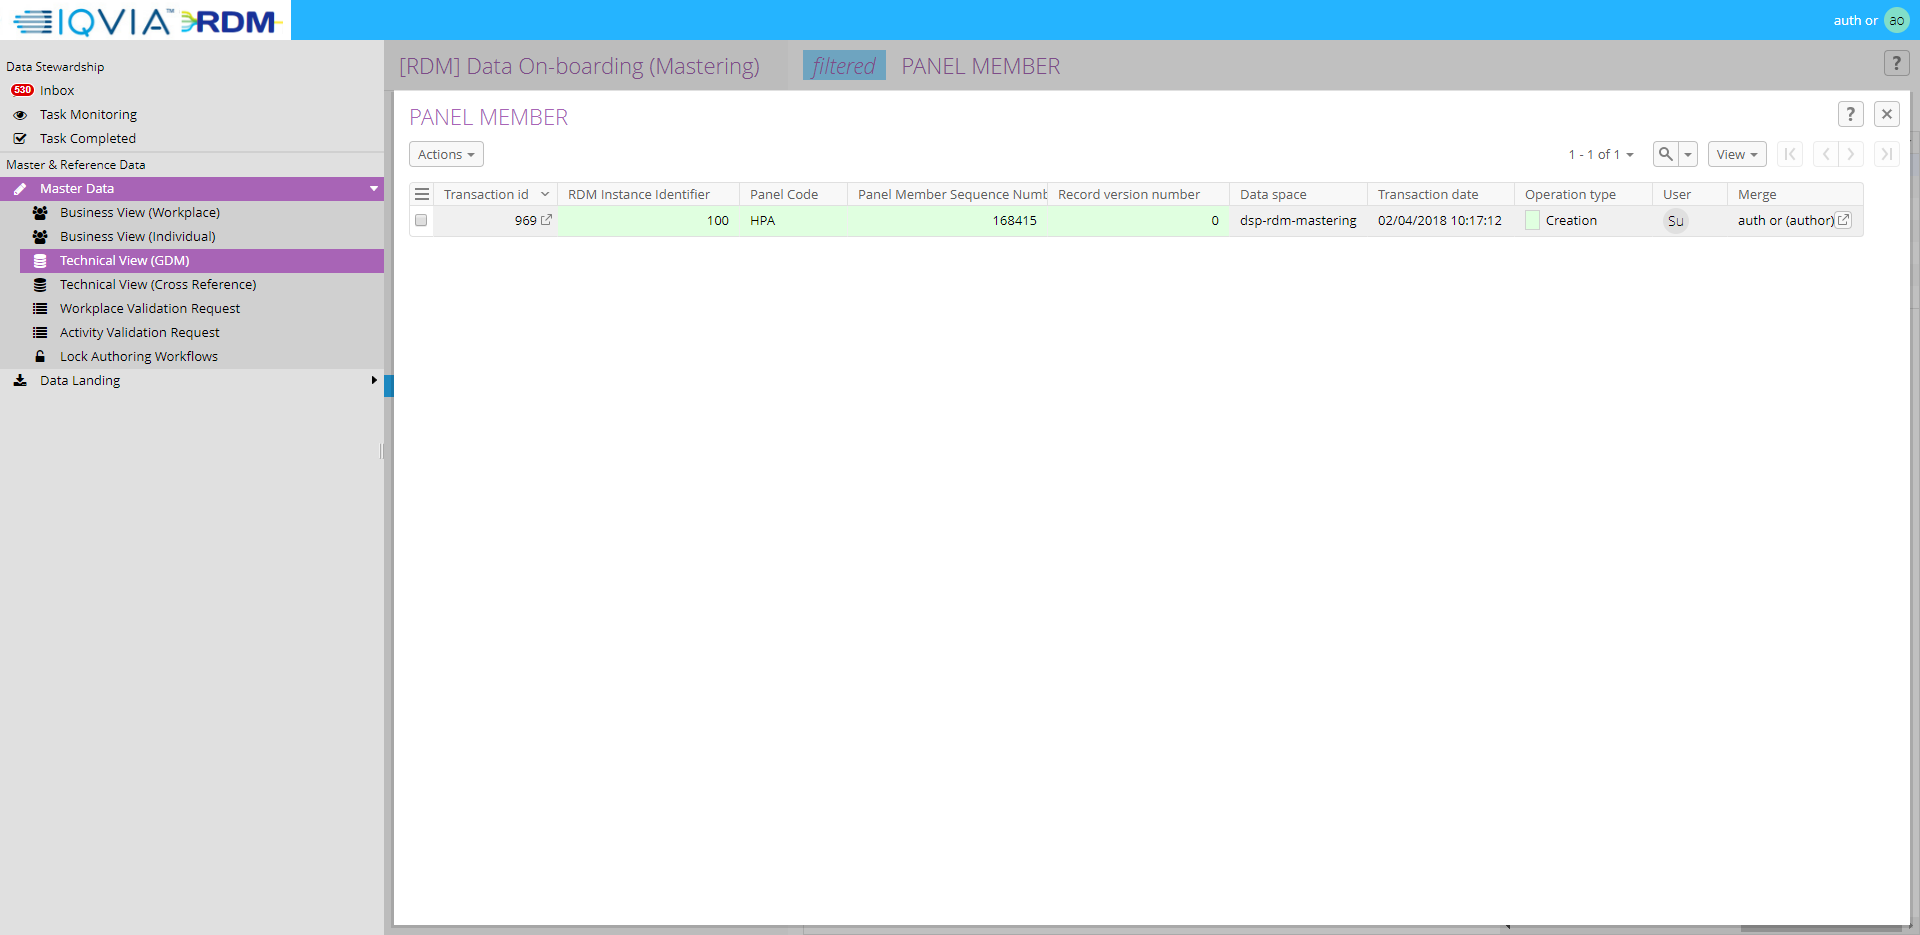 IQVIA™ RDM
auth or ao
Data Stewardship
530 Inbox
Task Monitoring
Task Completed
Master & Reference Data
Master Data
Business View (Workplace)
Business View (Individual)
Technical View (GDM)
Technical View (Cross Reference)
Workplace Validation Request
Activity Validation Request
Lock Authoring Workflows
Data Landing
[RDM] Data On-boarding (Mastering) filtered PANEL MEMBER ?
PANEL MEMBER ?
Actions 1 - 1 of 1 View
Transaction id RDM Instance Identifier Panel Code Panel Member Sequence Numb Record version number Data space Transaction date Operation type User Merge
969 100 HPA 168415 0 dsp-rdm-mastering 02/04/2018 10:17:12 Creation Su auth or (author)